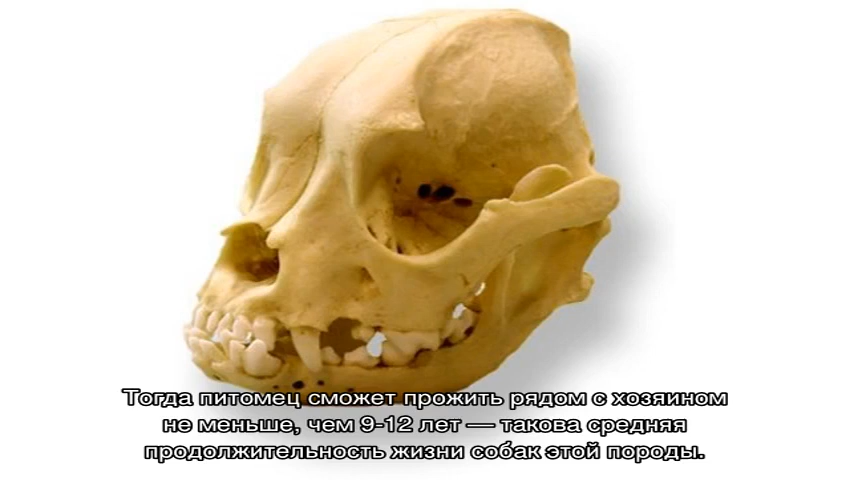 Тогда питомец сможет прожить рядом с хозяином
не меньше, чем 9-12 лет — такова средняя
продолжительность жизни собак этой породы.